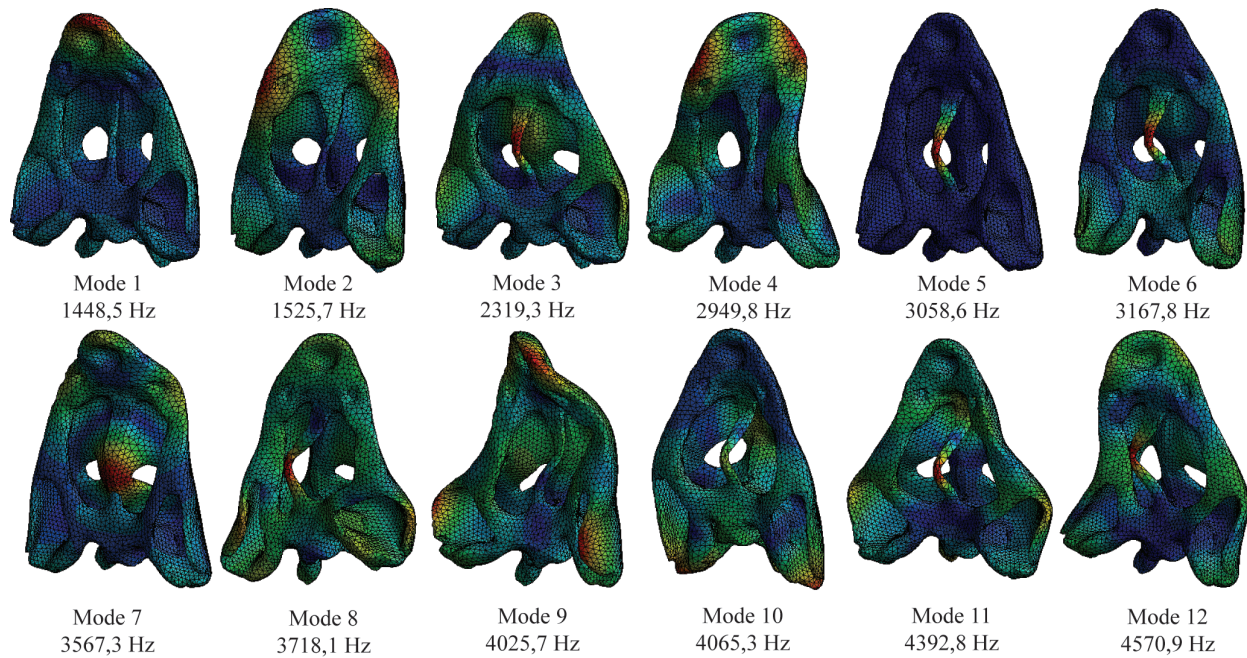 Mode 1
1448,5 Hz
Mode 2
1525,7 Hz
Mode 3
2319,3 Hz
Mode 4
2949,8 Hz
Mode 5
3058,6 Hz
Mode 6
3167,8 Hz
Mode 7
3567,3 Hz
Mode 8
3718,1 Hz
Mode 9
4025,7 Hz
Mode 10
4065,3 Hz
Mode 11
4392,8 Hz
Mode 12
4570,9 Hz